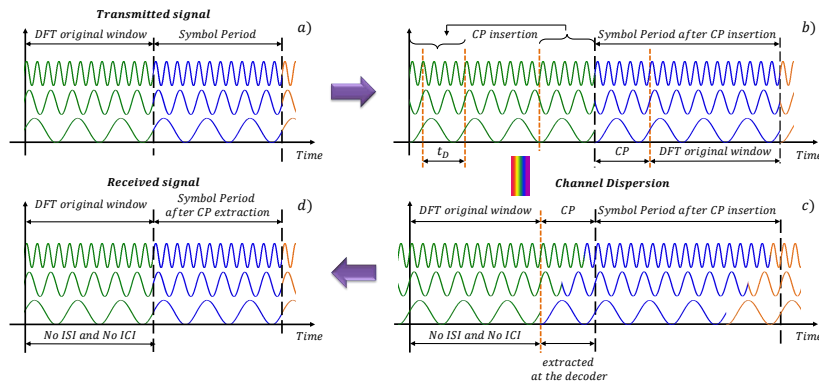 Transmitted signal
a)
DFT original window
Symbol Period
Time
b)
CP insertion
Symbol Period after CP insertion
t_D
CP
DFT original window
Time
Received signal
d)
DFT original window
Symbol Period
after CP extraction
Time
No ISI and No ICI
Channel Dispersion
c)
DFT original window
CP
Symbol Period after CP insertion
Time
No ISI and No ICI
extracted
at the decoder